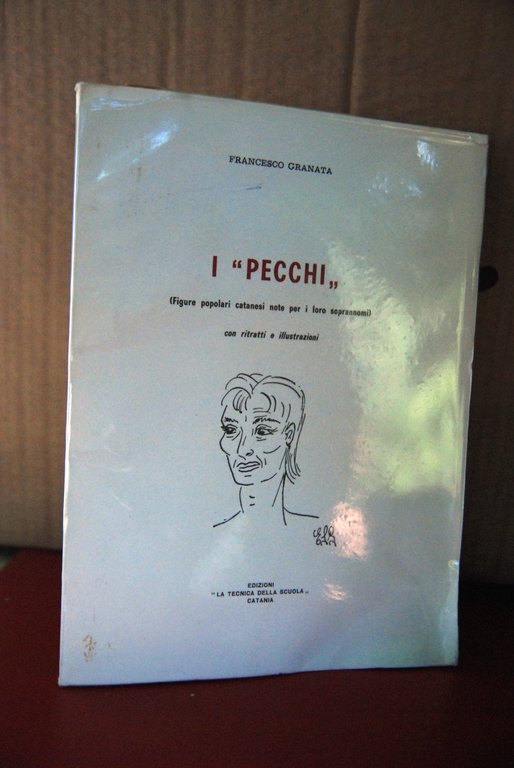 FRANCESCO GRANATA
I “PECCHI„
(Figure popolari catanesi note per i loro soprannomi)
con ritratti e illustrazioni
EDIZIONI
“LA TECNICA DELLA SCUOLA„
CATANIA